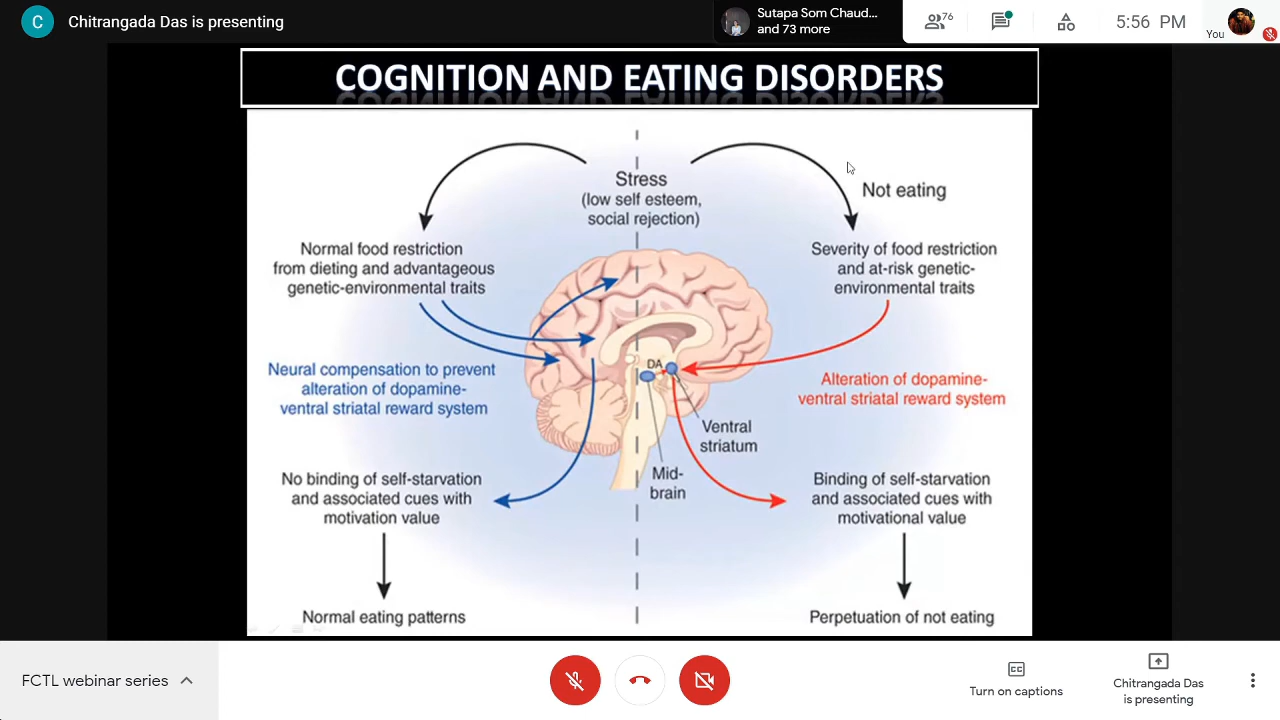 C
Chitrangada Das is presenting
Sutapa Som Chaud...
and 73 more
76
5:56 PM
You
COGNITION AND EATING DISORDERS
Stress
(low self esteem,
social rejection)
Not eating
Normal food restriction
from dieting and advantageous
genetic-environmental traits
Severity of food restriction
and at-risk genetic-
environmental traits
Neural compensation to prevent
alteration of dopamine-
ventral striatal reward system
DA
Alteration of dopamine-
ventral striatal reward system
Ventral
striatum
Mid-
brain
No binding of self-starvation
and associated cues with
motivation value
Binding of self-starvation
and associated cues with
motivational value
Normal eating patterns
Perpetuation of not eating
FCTL webinar series
CC
Turn on captions
Chitrangada Das
is presenting